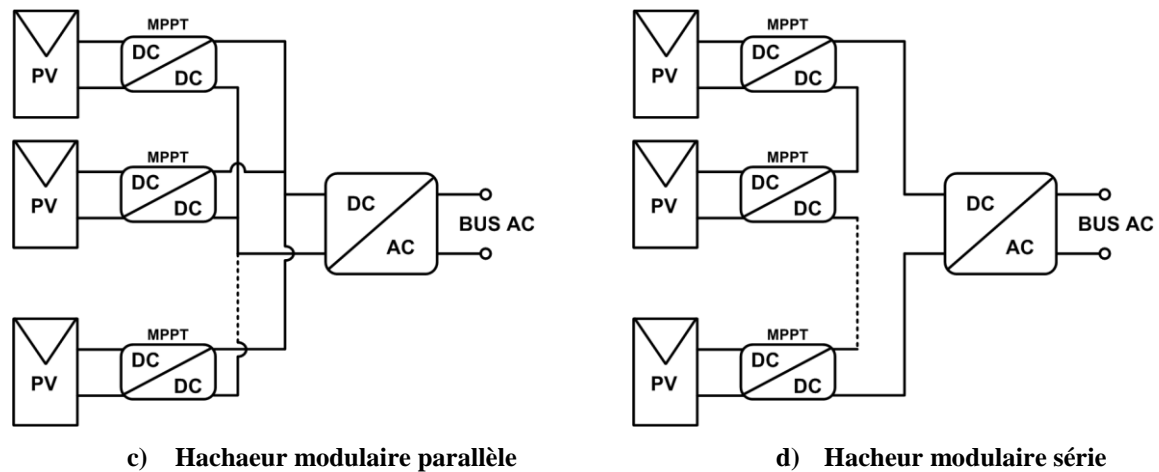 MPPT
PV
DC
DC
MPPT
PV
DC
DC
DC
AC
BUS AC
MPPT
PV
DC
DC
c) Hachaeur modulaire parallèle
MPPT
PV
DC
DC
MPPT
PV
DC
DC
DC
AC
BUS AC
MPPT
PV
DC
DC
d) Hacheur modulaire série